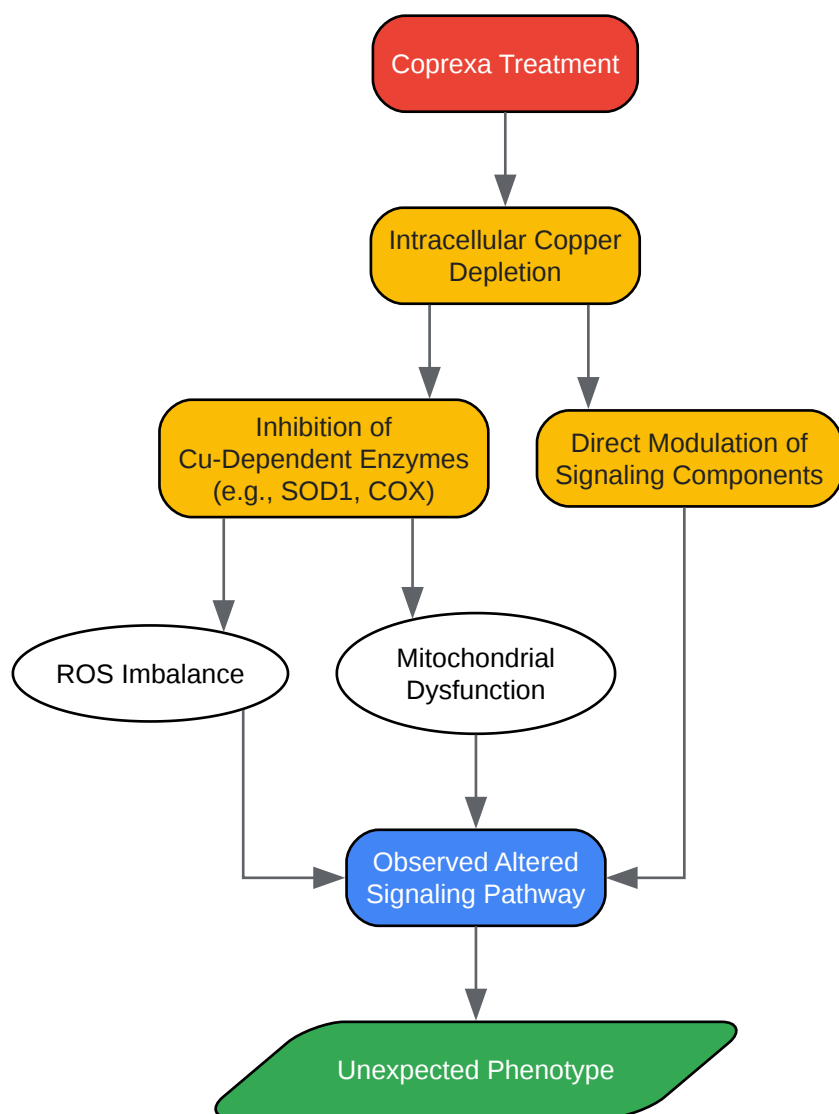 Coprexa Treatment
Intracellular Copper
Depletion
Inhibition of
Cu-Dependent Enzymes
(e.g., SOD1, COX)
Direct Modulation of
Signaling Components
ROS Imbalance
Mitochondrial
Dysfunction
Observed Altered
Signaling Pathway
Unexpected Phenotype